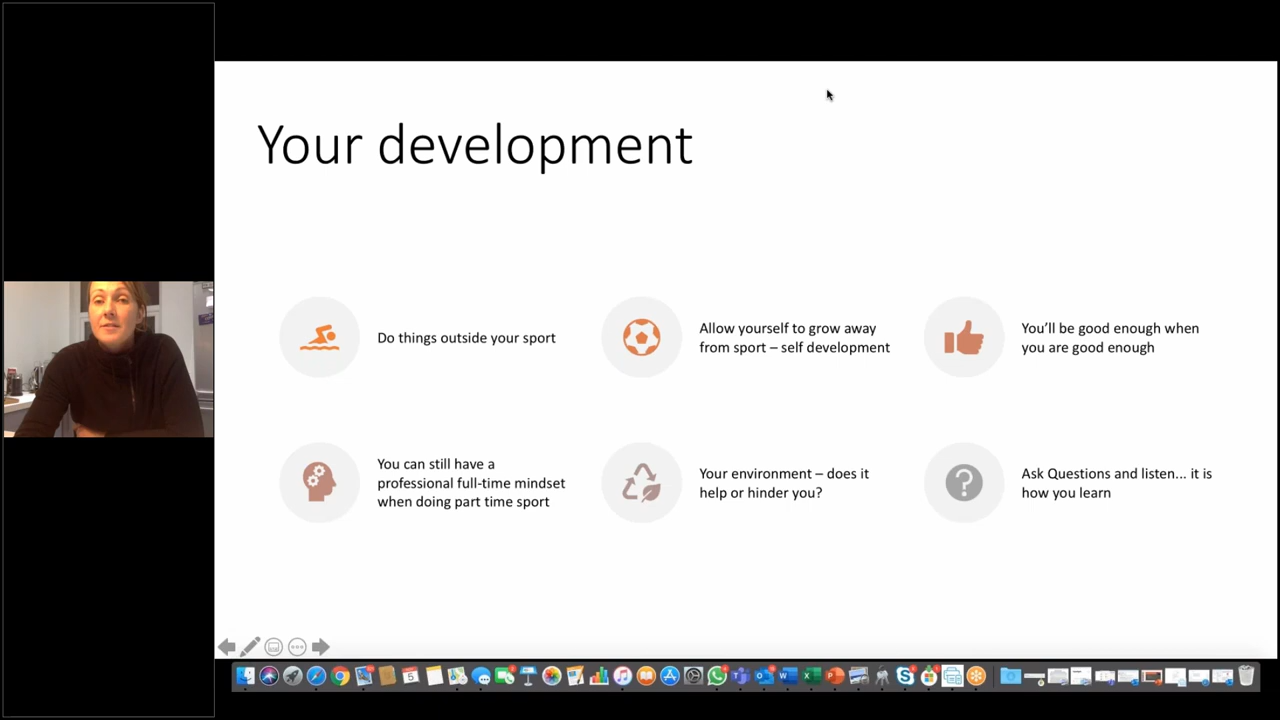 Your development
Do things outside your sport
Allow yourself to grow away
from sport – self development
You’ll be good enough when
you are good enough
You can still have a
professional full-time mindset
when doing part time sport
Your environment – does it
help or hinder you?
Ask Questions and listen... it is
how you learn
5